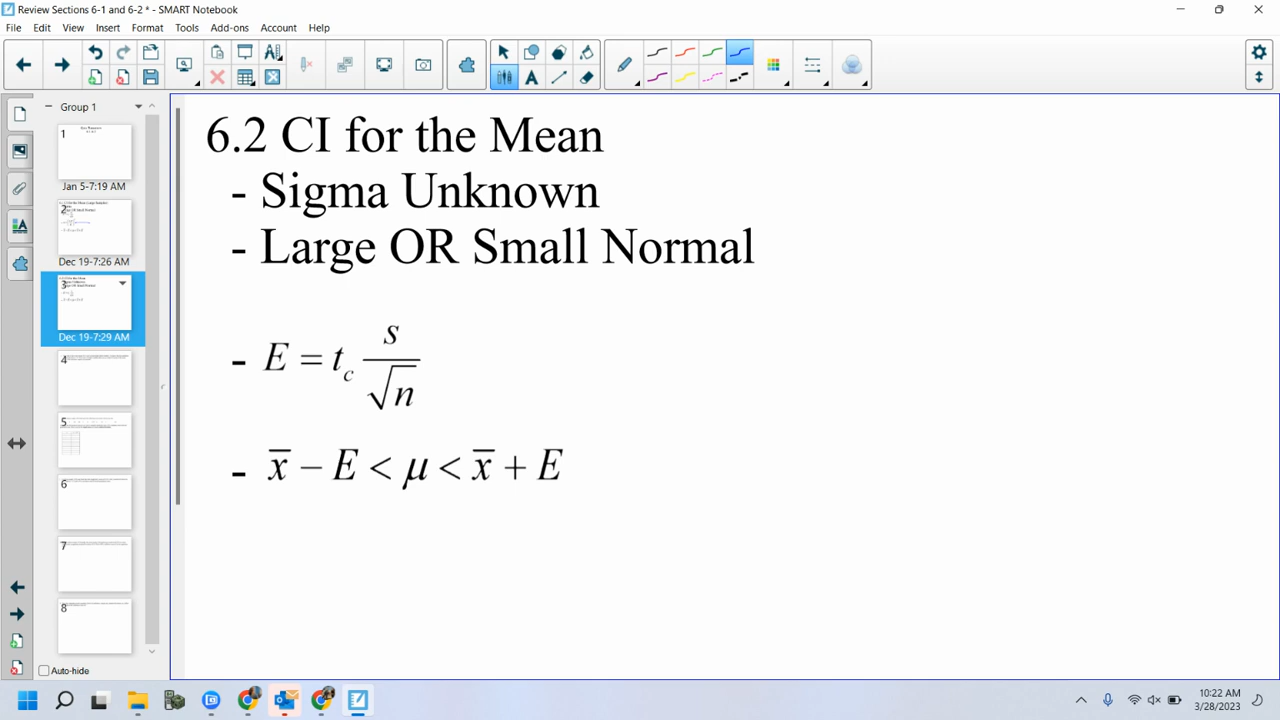 Review Sections 6-1 and 6-2 * - SMART Notebook
File Edit View Insert Format Tools Add-ons Account Help
Group 1
1
Jan 5-7:19 AM
2
Dec 19-7:26 AM
3
Dec 19-7:29 AM
4
5
6
7
8
Auto-hide
6.2 CI for the Mean
- Sigma Unknown
- Large OR Small Normal
- E = t_c s/√n
- x̅ − E < μ < x̅ + E
10:22 AM
3/28/2023